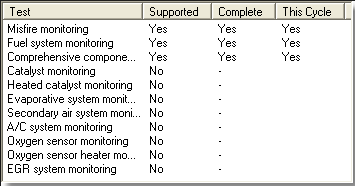 Test Supported Complete This Cycle
Misfire monitoring Yes Yes Yes
Fuel system monitoring Yes Yes Yes
Comprehensive compone... Yes Yes Yes
Catalyst monitoring No -
Heated catalyst monitoring No -
Evaporative system monit... No -
Secondary air system moni... No -
A/C system monitoring No -
Oxygen sensor monitoring No -
Oxygen sensor heater mo... No -
EGR system monitoring No -